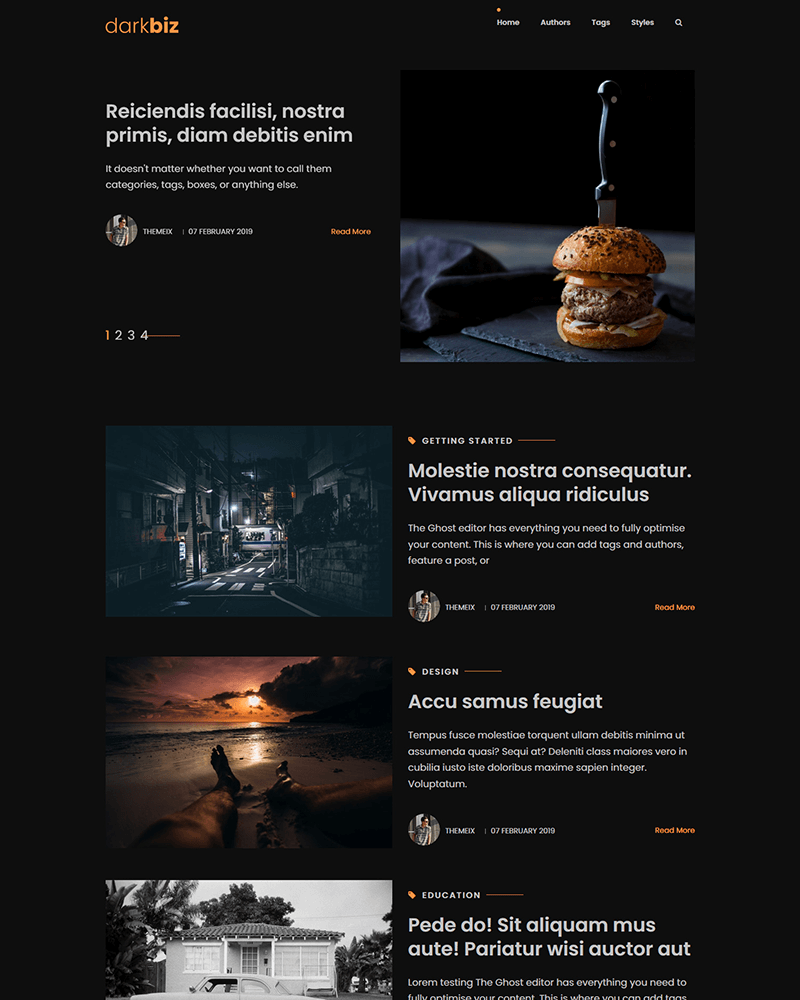 darkbiz
Home Authors Tags Styles
Reiciendis facilisi, nostra
primis, diam debitis enim
It doesn't matter whether you want to call them
categories, tags, boxes, or anything else.
THEMEIX | 07 FEBRUARY 2019 Read More
1 2 3 4
GETTING STARTED
Molestie nostra consequatur.
Vivamus aliqua ridiculus
The Ghost editor has everything you need to fully optimise
your content. This is where you can add tags and authors,
feature a post, or
THEMEIX | 07 FEBRUARY 2019 Read More
DESIGN
Accu samus feugiat
Tempus fusce molestiae torquent ullam debitis minima ut
assumenda quasi? Sequi at? Deleniti class maiores vero in
cubilia iusto iste doloribus maxime sapien integer.
Voluptatum.
THEMEIX | 07 FEBRUARY 2019 Read More
EDUCATION
Pede do! Sit aliquam mus
aute! Pariatur wisi auctor aut
Lorem testing The Ghost editor has everything you need to
fully optimise your content. This is where you can add tags